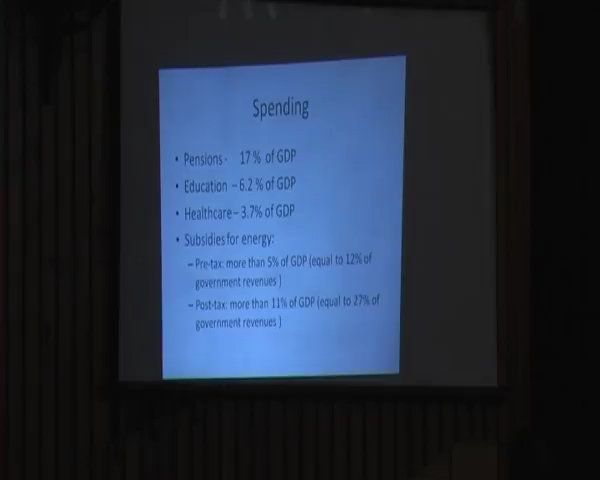 Spending
• Pensions - 17 % of GDP
• Education – 6.2 % of GDP
• Healthcare – 3.7% of GDP
• Subsidies for energy:
– Pre-tax: more than 5% of GDP (equal to 12% of
government revenues )
– Post-tax: more than 11% of GDP (equal to 27% of
government revenues )